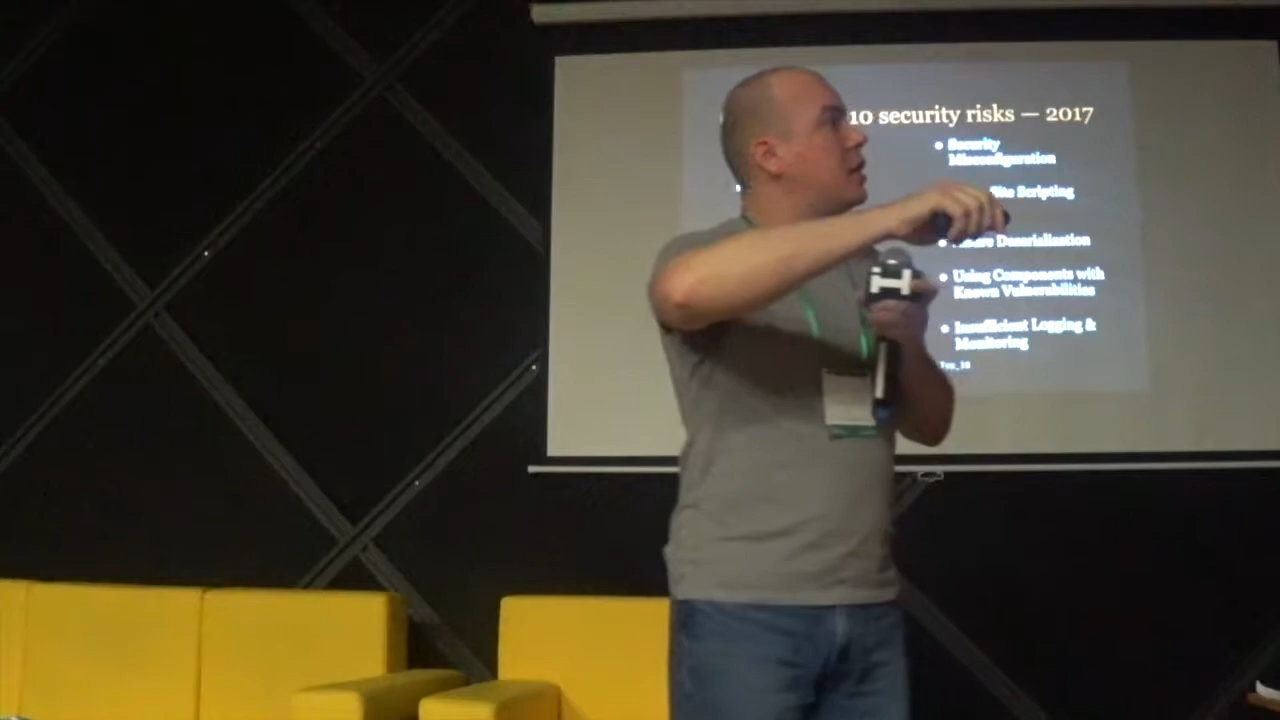 10 security risks — 2017
Security
Misconfiguration
Site Scripting
Deserialization
Using Components with
Known Vulnerabilities
Insufficient Logging &
Monitoring